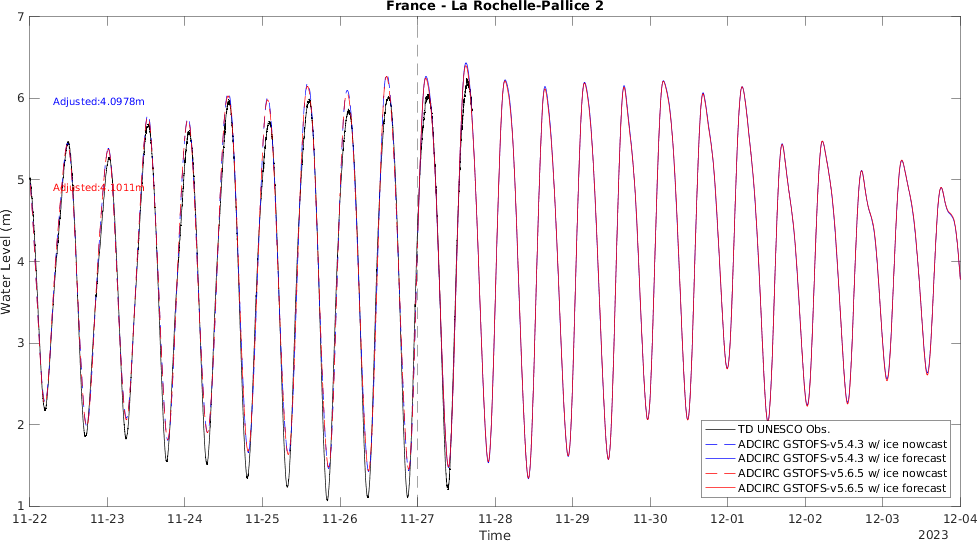 France - La Rochelle-Pallice 2
7
6
5
4
3
2
1
Water Level (m)
Adjusted:4.0978m
Adjusted:4.1011m
TD UNESCO Obs.
ADCIRC GSTOFS-v5.4.3 w/ ice nowcast
ADCIRC GSTOFS-v5.4.3 w/ ice forecast
ADCIRC GSTOFS-v5.6.5 w/ ice nowcast
ADCIRC GSTOFS-v5.6.5 w/ ice forecast
11-22 11-23 11-24 11-25 11-26 11-27 11-28 11-29 11-30 12-01 12-02 12-03 12-04
Time
2023